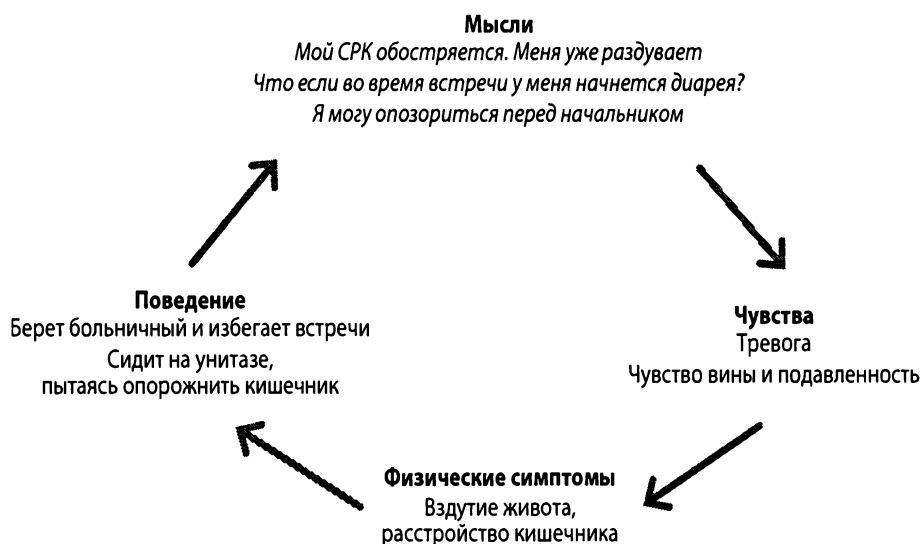 Мысли
Мой СРК обостряется. Меня уже раздувает
Что если во время встречи у меня начнется диарея?
Я могу опозориться перед начальником
Чувства
Тревога
Чувство вины и подавленность
Физические симптомы
Вздутие живота,
расстройство кишечника
Поведение
Берет больничный и избегает встречи
Сидит на унитазе,
пытаясь опорожнить кишечник